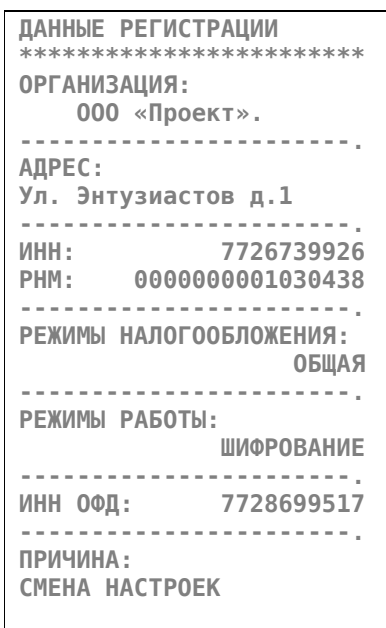 ДАННЫЕ РЕГИСТРАЦИИ
************************
ОРГАНИЗАЦИЯ:
ООО «Проект».
-----------------------.
АДРЕС:
Ул. Энтузиастов д.1
-----------------------.
ИНН: 7726739926
РНМ: 0000000001030438
-----------------------.
РЕЖИМЫ НАЛОГООБЛОЖЕНИЯ:
ОБЩАЯ
-----------------------.
РЕЖИМЫ РАБОТЫ:
ШИФРОВАНИЕ
-----------------------.
ИНН ОФД: 7728699517
-----------------------.
ПРИЧИНА:
СМЕНА НАСТРОЕК